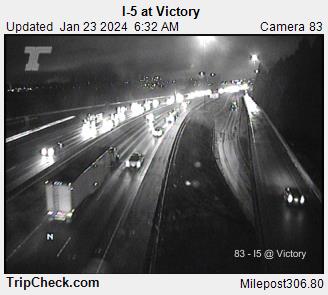 I-5 at Victory
Updated Jan 23 2024 6:32 AM Camera 83
T
N
83 - I5 @ Victory
TripCheck.com Milepost306.80